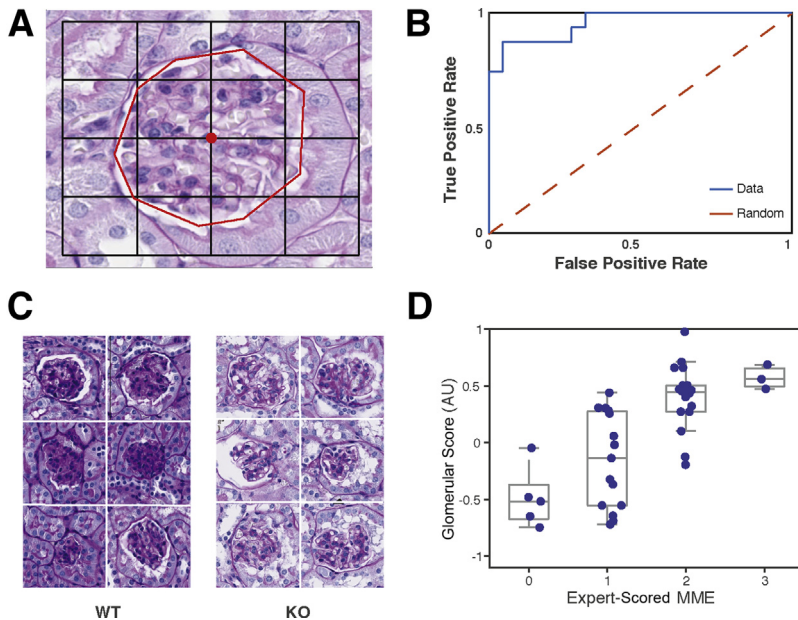 A
B
True Positive Rate
1
0.5
0
Data
Random
0
0.5
1
False Positive Rate
C
WT
KO
D
Glomerular Score (AU)
1
0.5
0
-0.5
-1
0
1
2
3
Expert-Scored MME